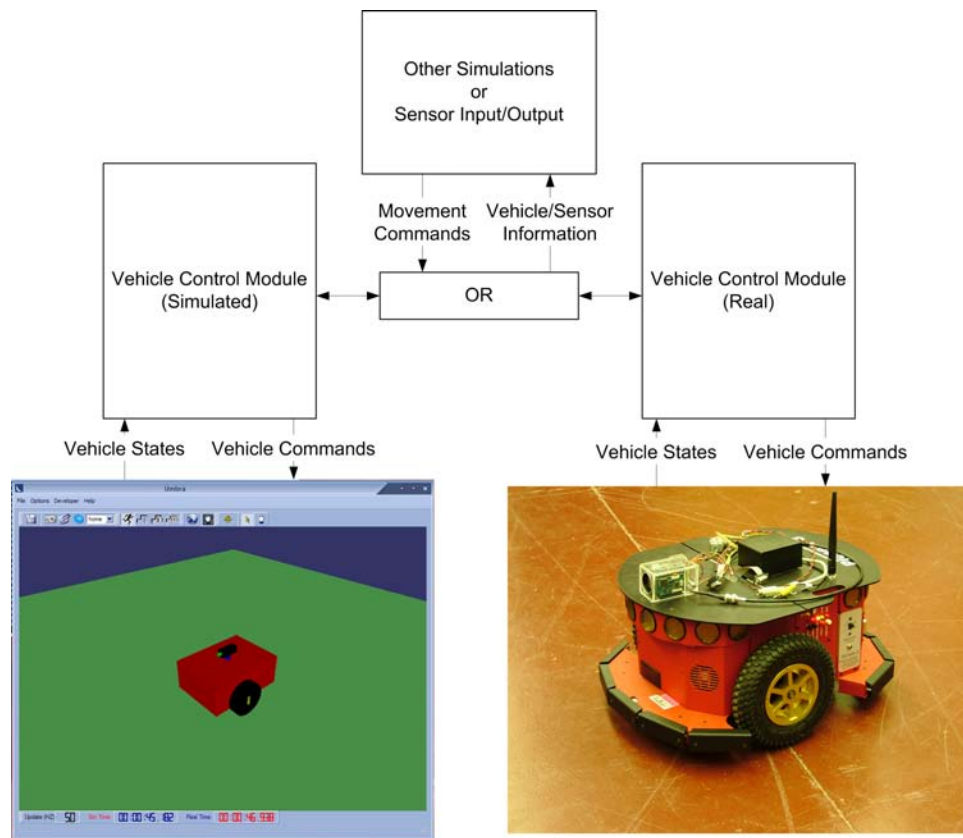 Other Simulations
or
Sensor Input/Output
Movement
Commands
Vehicle/Sensor
Information
Vehicle Control Module
(Simulated)
OR
Vehicle Control Module
(Real)
Vehicle States
Vehicle Commands
Vehicle States
Vehicle Commands
Umbra
File Options Developer Help
home
Update (HZ) 50 Sim Time: 00:00:45:182 Real Time: 00:00:46:938